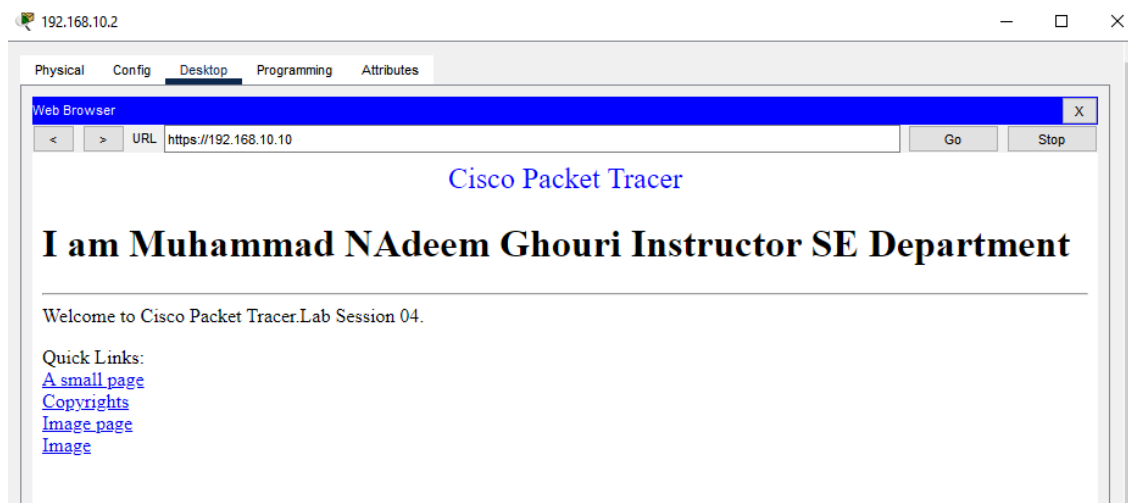 192.168.10.2
Physical Config Desktop Programming Attributes
Web Browser X
< > URL https://192.168.10.10 Go Stop
Cisco Packet Tracer
I am Muhammad NAdeem Ghouri Instructor SE Department
Welcome to Cisco Packet Tracer.Lab Session 04.
Quick Links:
A small page
Copyrights
Image page
Image